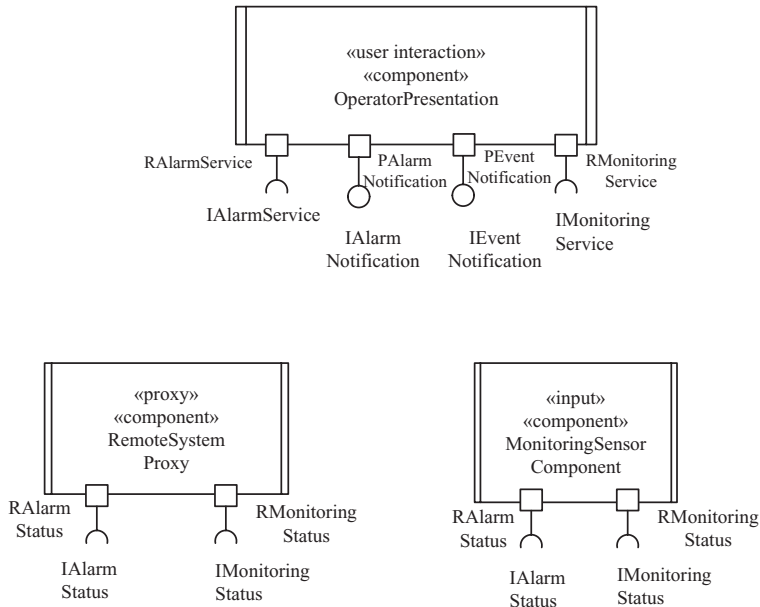 «user interaction»
«component»
OperatorPresentation
RAlarmService
PAlarm
Notification
PEvent
Notification
RMonitoring
Service
IAlarmService
IAlarm
Notification
IEvent
Notification
IMonitoring
Service
«proxy»
«component»
RemoteSystem
Proxy
RAlarm
Status
RMonitoring
Status
IAlarm
Status
IMonitoring
Status
«input»
«component»
MonitoringSensor
Component
RAlarm
Status
RMonitoring
Status
IAlarm
Status
IMonitoring
Status